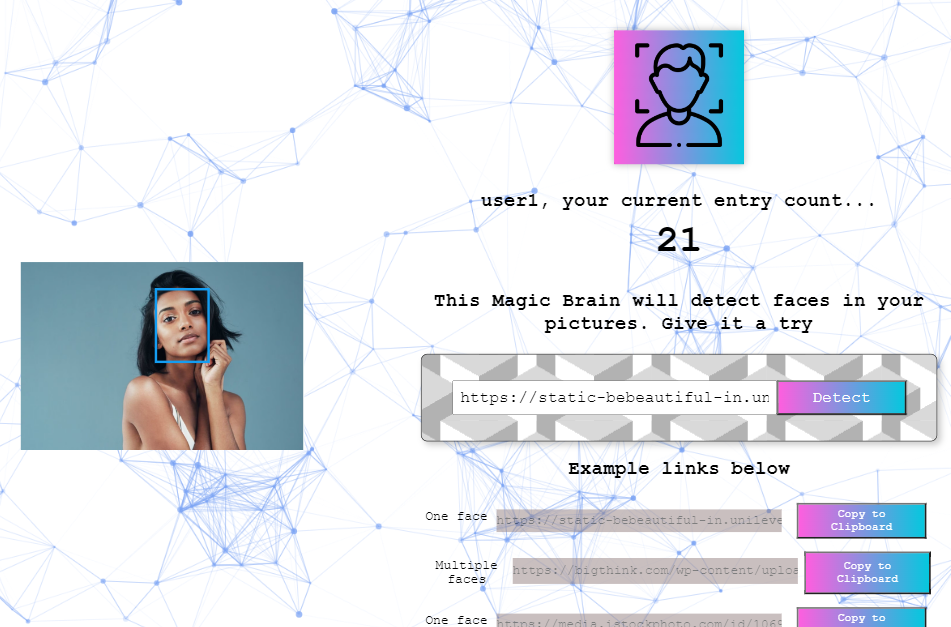 user1, your current entry count...
21
This Magic Brain will detect faces in your
pictures. Give it a try
https://static-bebeautiful-in.un
Detect
Example links below
One face
https://static-bebeautiful-in.unileve
Copy to
Clipboard
Multiple
faces
https://bigthink.com/wp-content/uploa
Copy to
Clipboard
One face
https://media.istockphoto.com/id/1069
Copy to